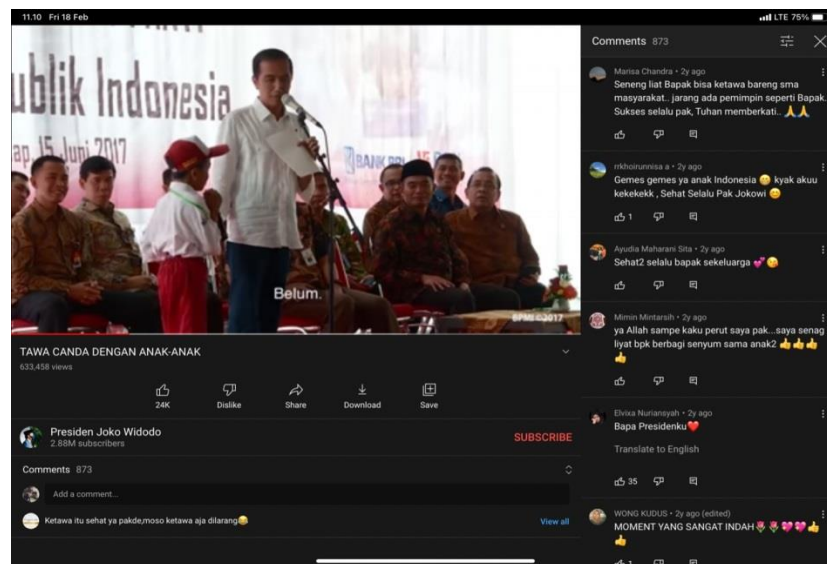 11.10 Fri 18 Feb
LTE 75%
ublik Indonesia
ap, 15 Juni 2017
BANK BRI
Belum.
BPMI ©2017
TAWA CANDA DENGAN ANAK-ANAK
633,458 views
24K
Dislike
Share
Download
Save
Presiden Joko Widodo
2.88M subscribers
SUBSCRIBE
Comments 873
Add a comment...
Ketawa itu sehat ya pakde,moso ketawa aja dilarang😂
View all
Comments 873
Marisa Chandra • 2y ago
Seneng liat Bapak bisa ketawa bareng sma
masyarakat.. jarang ada pemimpin seperti Bapak.
Sukses selalu pak, Tuhan memberkati.. 🙏🙏
rrkhoirunnisa a • 2y ago
Gemes gemes ya anak Indonesia 😁 kyak akuu
kekekekk , Sehat Selalu Pak Jokowi 😊
1
Ayudia Maharani Sita • 2y ago
Sehat2 selalu bapak sekeluarga 💞😘
Mimin Mintarsih • 2y ago
ya Allah sampe kaku perut saya pak...saya senag
liyat bpk berbagi senyum sama anak2 👍👍👍
👍
Elvixa Nuriansyah • 2y ago
Bapa Presidenku❤️
Translate to English
35
WONG KUDUS • 2y ago (edited)
MOMENT YANG SANGAT INDAH🌷🌷💖💖👍
👍
1